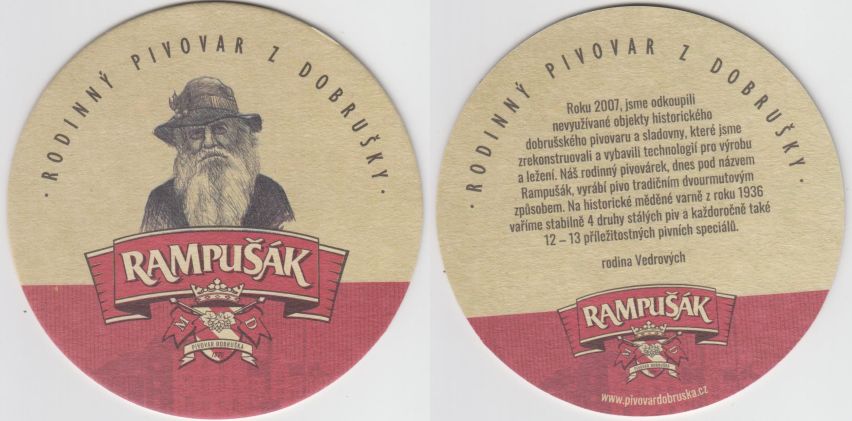 · RODINNÝ PIVOVAR Z DOBRUŠKY ·
RAMPUŠÁK
M D
PIVOVAR DOBRUŠKA
· RODINNÝ PIVOVAR Z DOBRUŠKY ·
Roku 2007, jsme odkoupili
nevyužívané objekty historického
dobrušského pivovaru a sladovny, které jsme
zrekonstruovali a vybavili technologií pro výrobu
a ležení. Náš rodinný pivovárek, dnes pod názvem
Rampušák, vyrábí pivo tradičním dvourmutovým
způsobem. Na historické měděné varně z roku 1936
vaříme stabilně 4 druhy stálých piv a každoročně také
12 – 13 příležitostných pivních speciálů.
rodina Vedrových
RAMPUŠÁK
M D
PIVOVAR DOBRUŠKA
www.pivovardobruska.cz